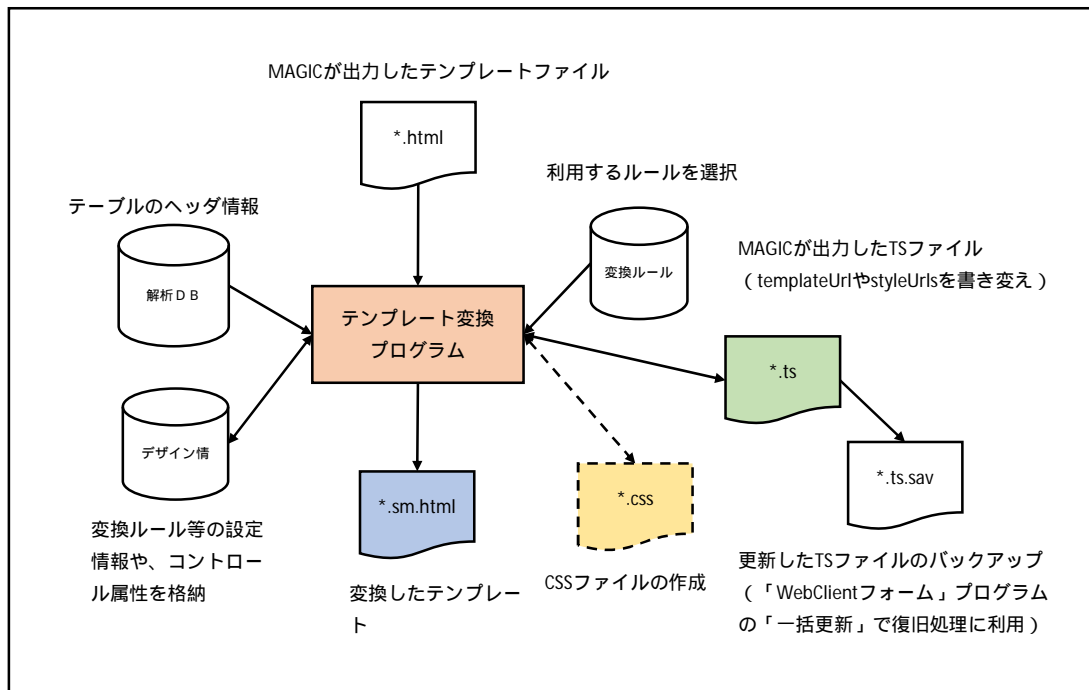 MAGICが出力したテンプレートファイル
*.html
利用するルールを選択
テーブルのヘッダ情報
変換ルール
MAGICが出力したTSファイル
（templateUrlやstyleUrlsを書き変え）
解析ＤＢ
テンプレート変換
プログラム
*.ts
デザイン情
*.sm.html
*.css
*.ts.sav
変換ルール等の設定
情報や、コントロー
ル属性を格納
変換したテンプレー
ト
CSSファイルの作成
更新したTSファイルのバックアップ
（「WebClientフォーム」プログラム
の「一括更新」で復旧処理に利用）